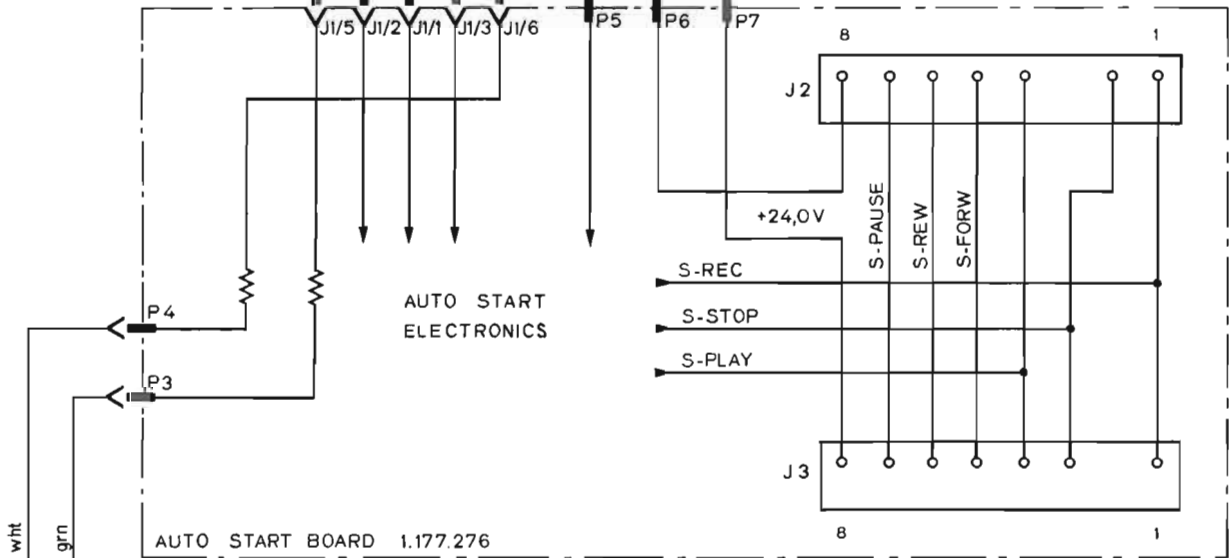 J1/5 J1/2 J1/1 J1/3 J1/6 P5 P6 P7
8 1
J2
S-PAUSE
S-REW
S-FORW
+24,0V
S-REC
S-STOP
S-PLAY
AUTO START
ELECTRONICS
P4
P3
J3
8 1
wht
grn
AUTO START BOARD 1.177.276